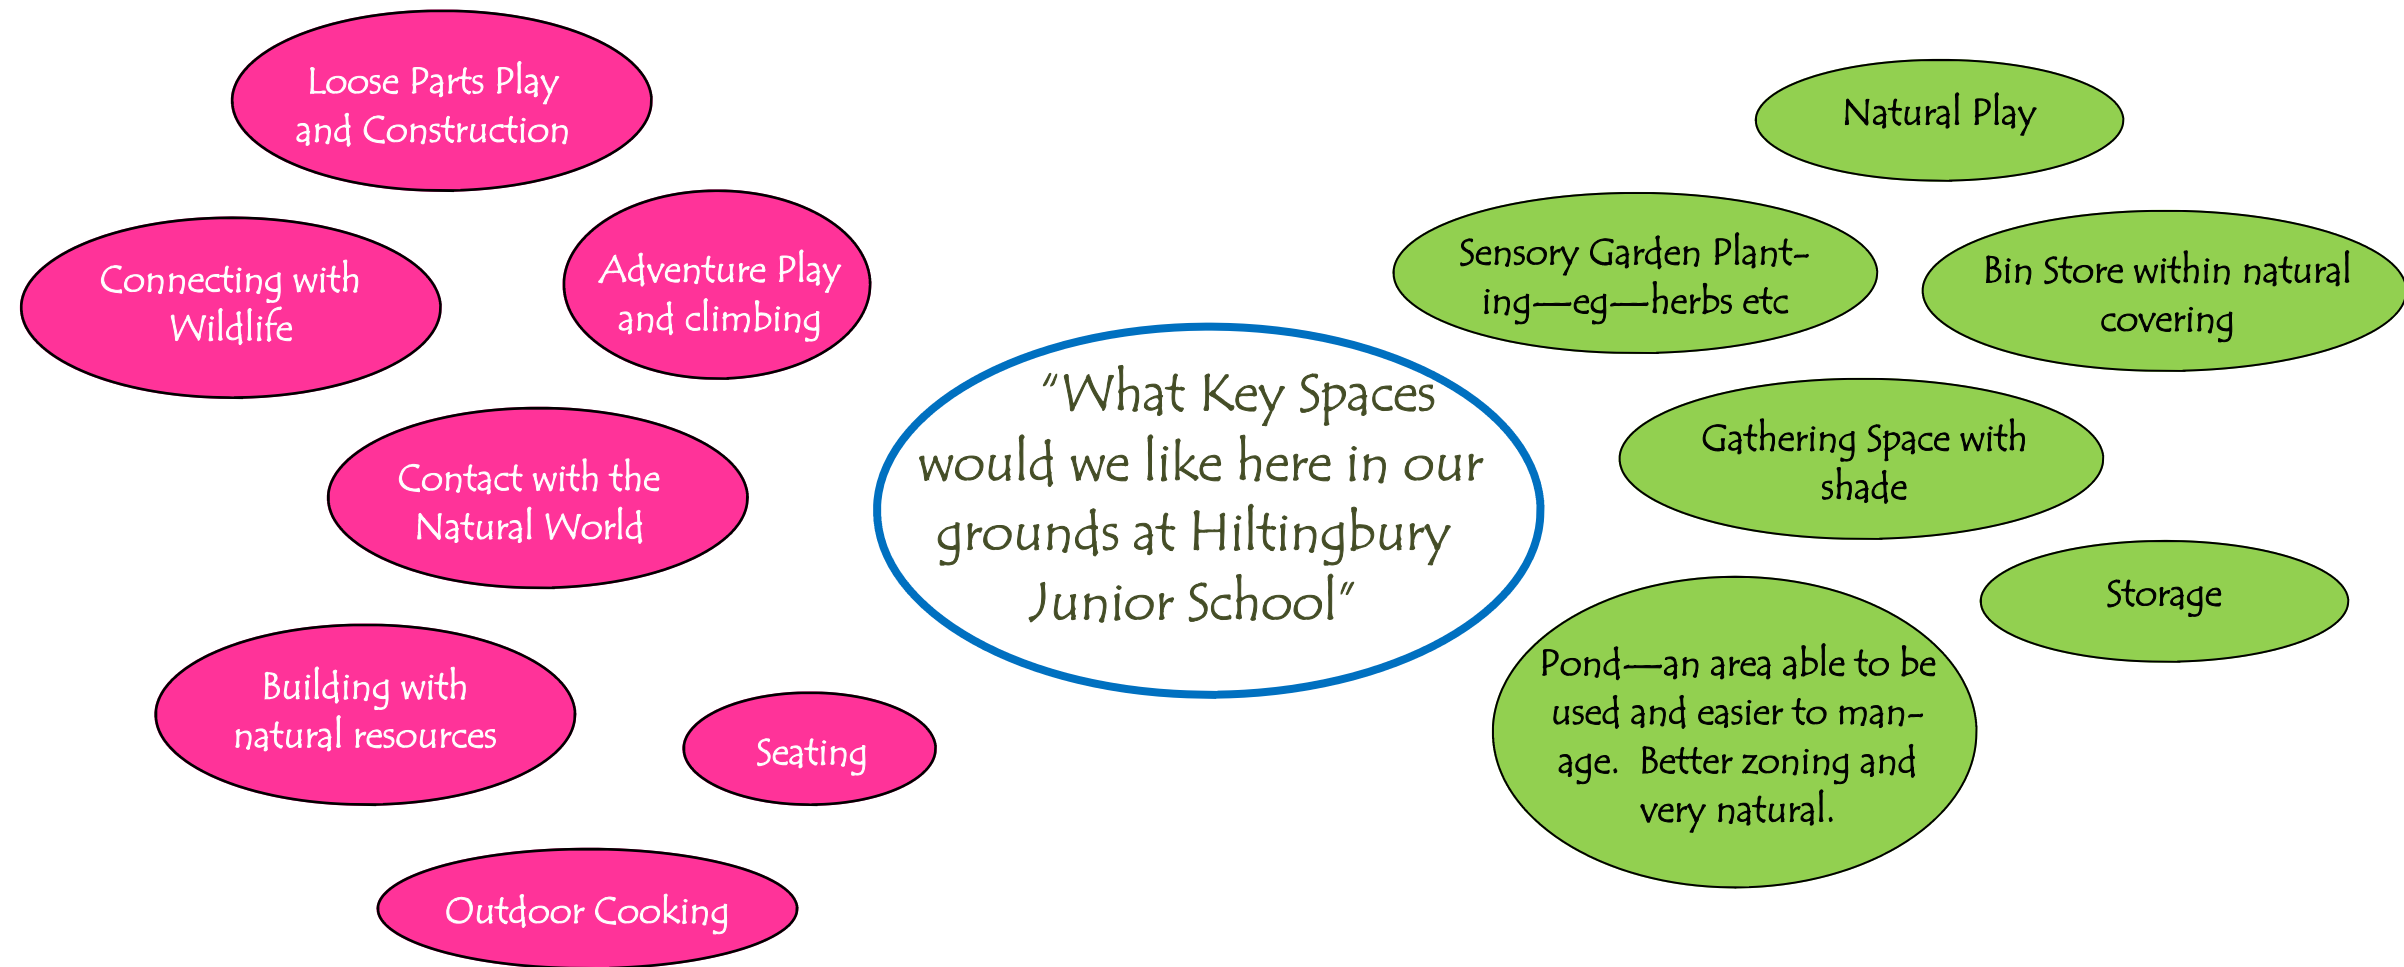 Loose Parts Play
and Construction
Connecting with
Wildlife
Adventure Play
and climbing
Contact with the
Natural World
Building with
natural resources
Seating
Outdoor Cooking
“What Key Spaces
would we like here in our
grounds at Hiltingbury
Junior School”
Natural Play
Sensory Garden Plant-
ing—eg—herbs etc
Bin Store within natural
covering
Gathering Space with
shade
Storage
Pond—an area able to be
used and easier to man-
age.  Better zoning and
very natural.